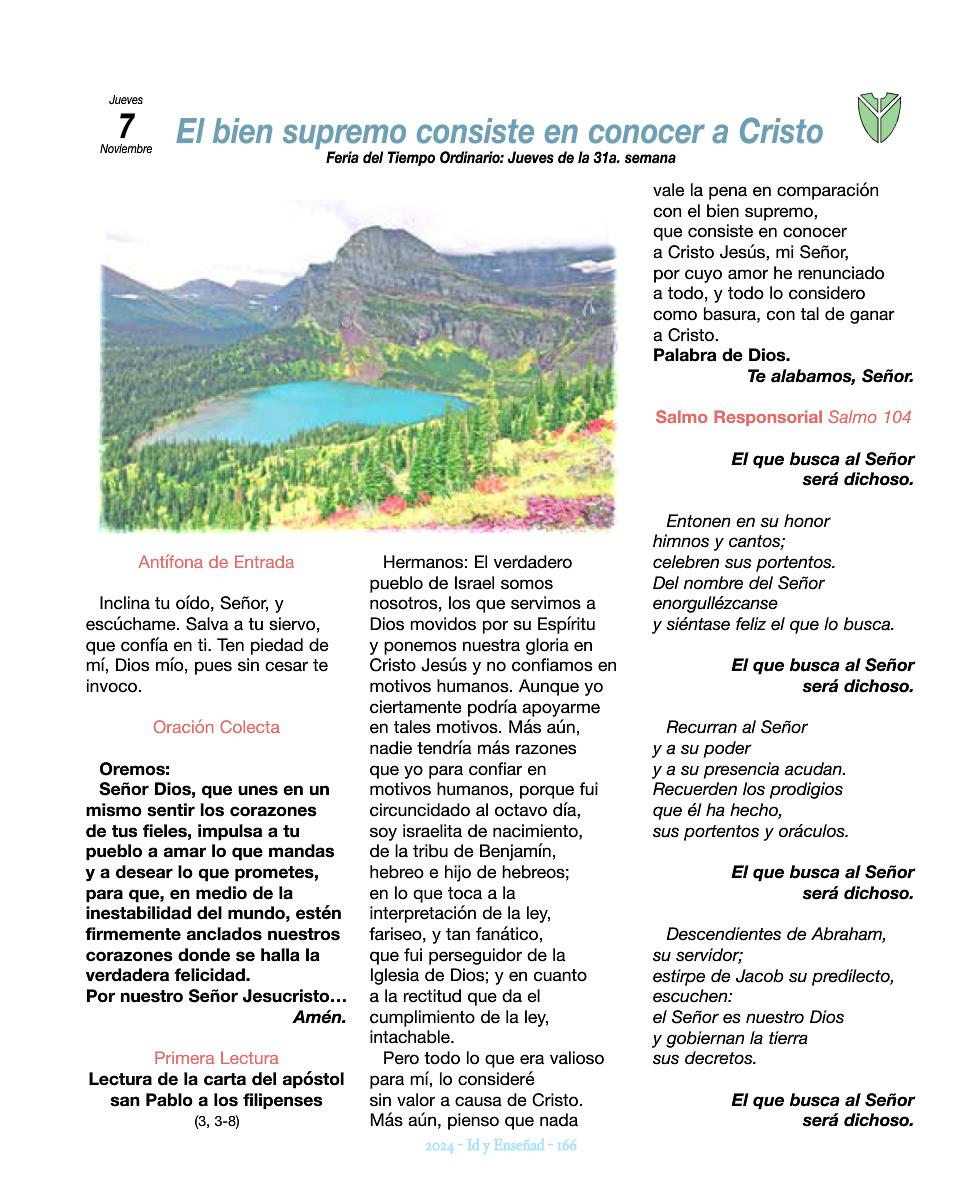 Jueves
7
Noviembre
El bien supremo consiste en conocer a Cristo
Feria del Tiempo Ordinario: Jueves de la 31a. semana
Antífona de Entrada
Inclina tu oído, Señor, y
escúchame. Salva a tu siervo,
que confía en ti. Ten piedad de
mí, Dios mío, pues sin cesar te
invoco.
Oración Colecta
Oremos:
Señor Dios, que unes en un
mismo sentir los corazones
de tus fieles, impulsa a tu
pueblo a amar lo que mandas
y a desear lo que prometes,
para que, en medio de la
inestabilidad del mundo, estén
firmemente anclados nuestros
corazones donde se halla la
verdadera felicidad.
Por nuestro Señor Jesucristo…
Amén.
Primera Lectura
Lectura de la carta del apóstol
san Pablo a los filipenses
(3, 3-8)
Hermanos: El verdadero
pueblo de Israel somos
nosotros, los que servimos a
Dios movidos por su Espíritu
y ponemos nuestra gloria en
Cristo Jesús y no confiamos en
motivos humanos. Aunque yo
ciertamente podría apoyarme
en tales motivos. Más aún,
nadie tendría más razones
que yo para confiar en
motivos humanos, porque fui
circuncidado al octavo día,
soy israelita de nacimiento,
de la tribu de Benjamín,
hebreo e hijo de hebreos;
en lo que toca a la
interpretación de la ley,
fariseo, y tan fanático,
que fui perseguidor de la
Iglesia de Dios; y en cuanto
a la rectitud que da el
cumplimiento de la ley,
intachable.
Pero todo lo que era valioso
para mí, lo consideré
sin valor a causa de Cristo.
Más aún, pienso que nada
vale la pena en comparación
con el bien supremo,
que consiste en conocer
a Cristo Jesús, mi Señor,
por cuyo amor he renunciado
a todo, y todo lo considero
como basura, con tal de ganar
a Cristo.
Palabra de Dios.
Te alabamos, Señor.
Salmo Responsorial Salmo 104
El que busca al Señor
será dichoso.
Entonen en su honor
himnos y cantos;
celebren sus portentos.
Del nombre del Señor
enorgullézcanse
y siéntase feliz el que lo busca.
El que busca al Señor
será dichoso.
Recurran al Señor
y a su poder
y a su presencia acudan.
Recuerden los prodigios
que él ha hecho,
sus portentos y oráculos.
El que busca al Señor
será dichoso.
Descendientes de Abraham,
su servidor;
estirpe de Jacob su predilecto,
escuchen:
el Señor es nuestro Dios
y gobiernan la tierra
sus decretos.
El que busca al Señor
será dichoso.
2024 - Id y Enseñad - 166